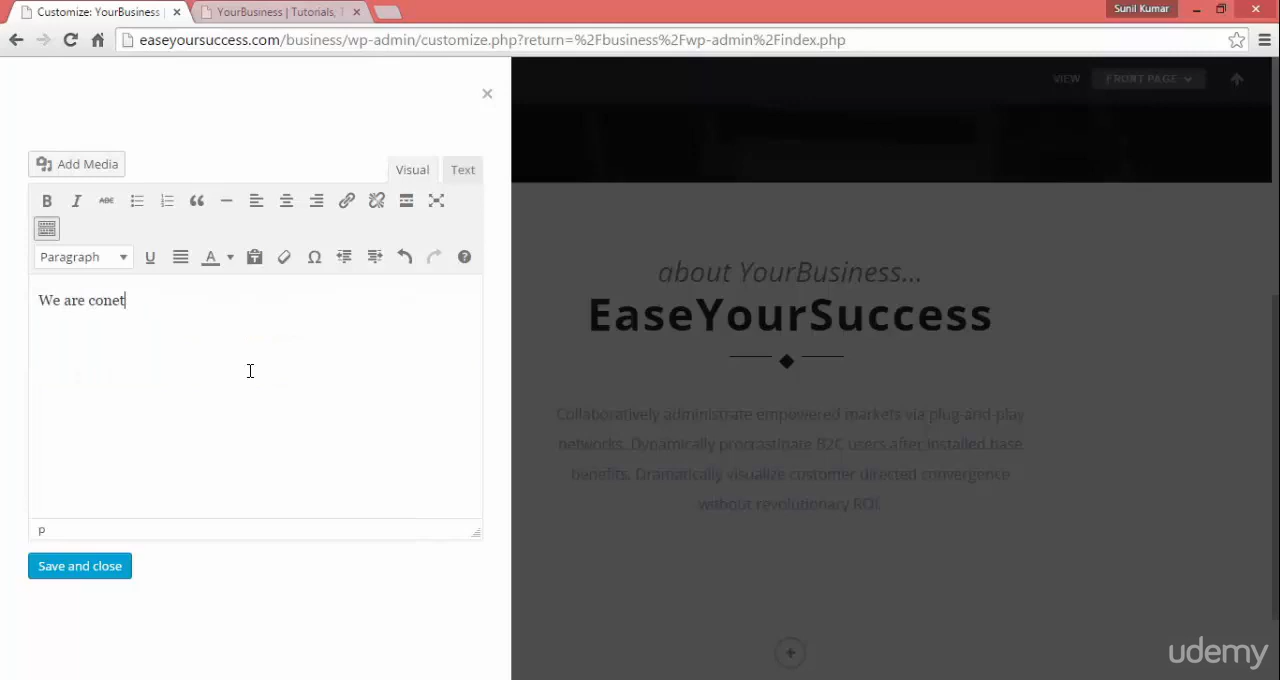 Customize: YourBusiness
YourBusiness | Tutorials, T
Sunil Kumar
easeyoursuccess.com/business/wp-admin/customize.php?return=%2Fbusiness%2Fwp-admin%2Findex.php
VIEW
FRONT PAGE
Add Media
Visual
Text
B I ABC
Paragraph U A Ω
We are conet
about YourBusiness...
EaseYourSuccess
Collaboratively administrate empowered markets via plug-and-play
networks. Dynamically procrastinate B2C users after installed base
benefits. Dramatically visualize customer directed convergence
without revolutionary ROI.
p
Save and close
udemy